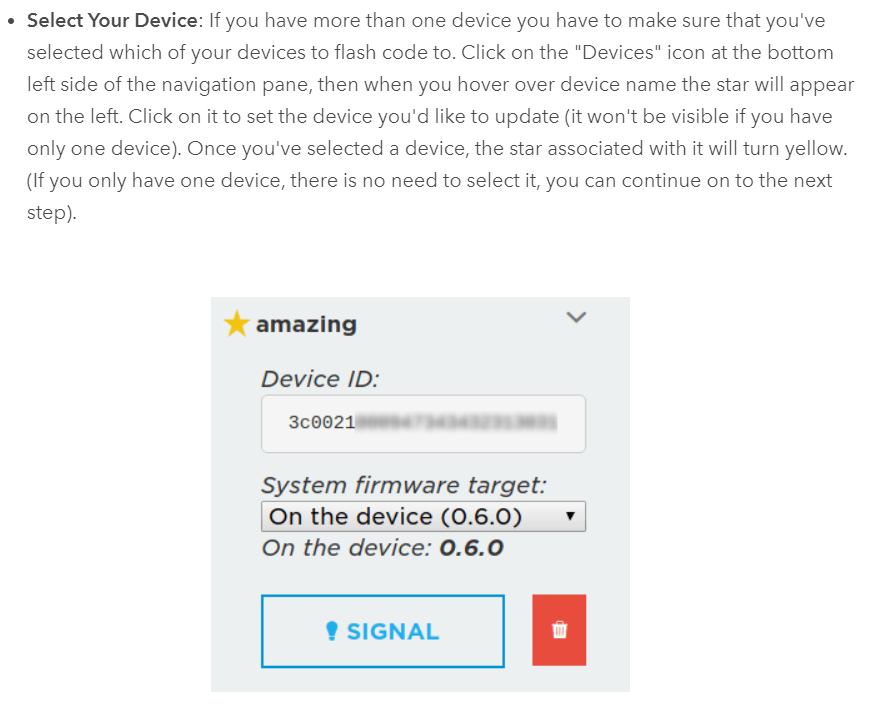 • Select Your Device: If you have more than one device you have to make sure that you've
selected which of your devices to flash code to. Click on the "Devices" icon at the bottom
left side of the navigation pane, then when you hover over device name the star will appear
on the left. Click on it to set the device you'd like to update (it won't be visible if you have
only one device). Once you've selected a device, the star associated with it will turn yellow.
(If you only have one device, there is no need to select it, you can continue on to the next
step).
amazing
Device ID:
3c0021
System firmware target:
On the device (0.6.0)
On the device: 0.6.0
SIGNAL